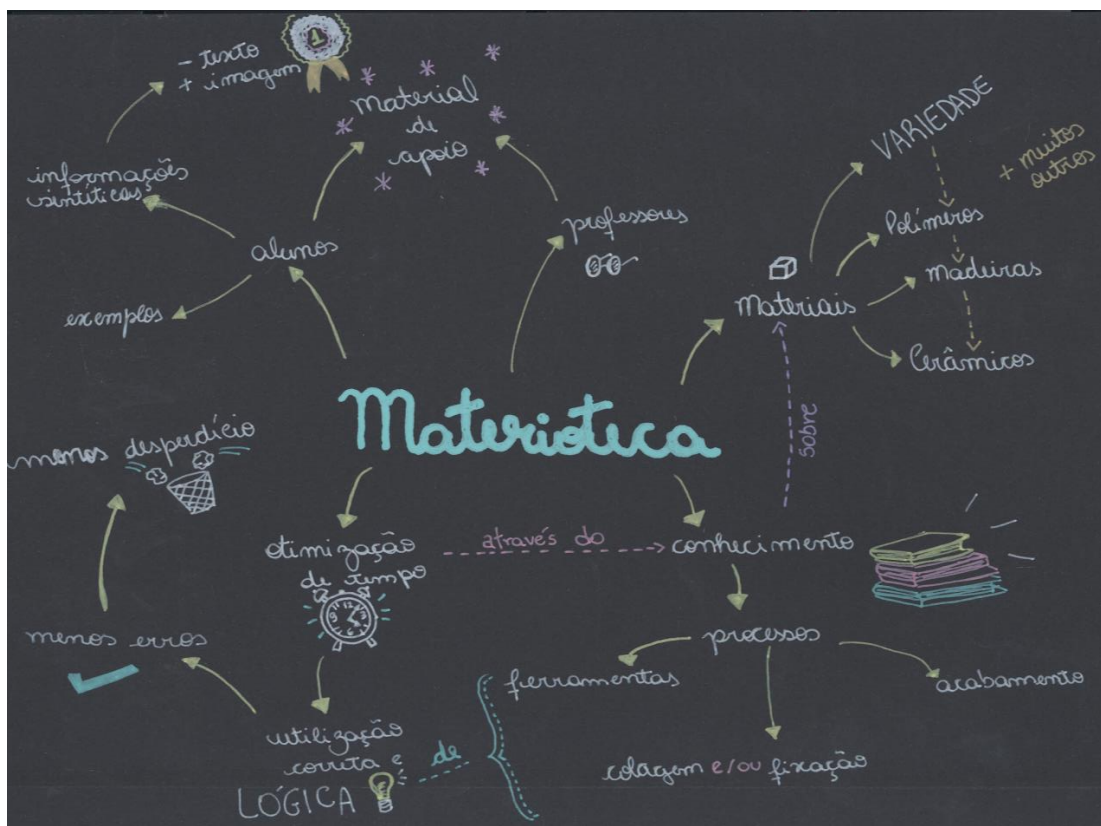 - texto
+ imagem
1
Material
de
apoio
informações
sintéticas
alunos
exemplos
professores
VARIEDADE
+ muitos
outros
Polímeros
Madeiras
Cerâmicos
Materiais
sobre
Materioteca
menos desperdício
otimização
de tempo
através do
conhecimento
menos erros
processos
ferramentas
acabamento
colagem e/ou fixação
utilização
correta e
LÓGICA
de